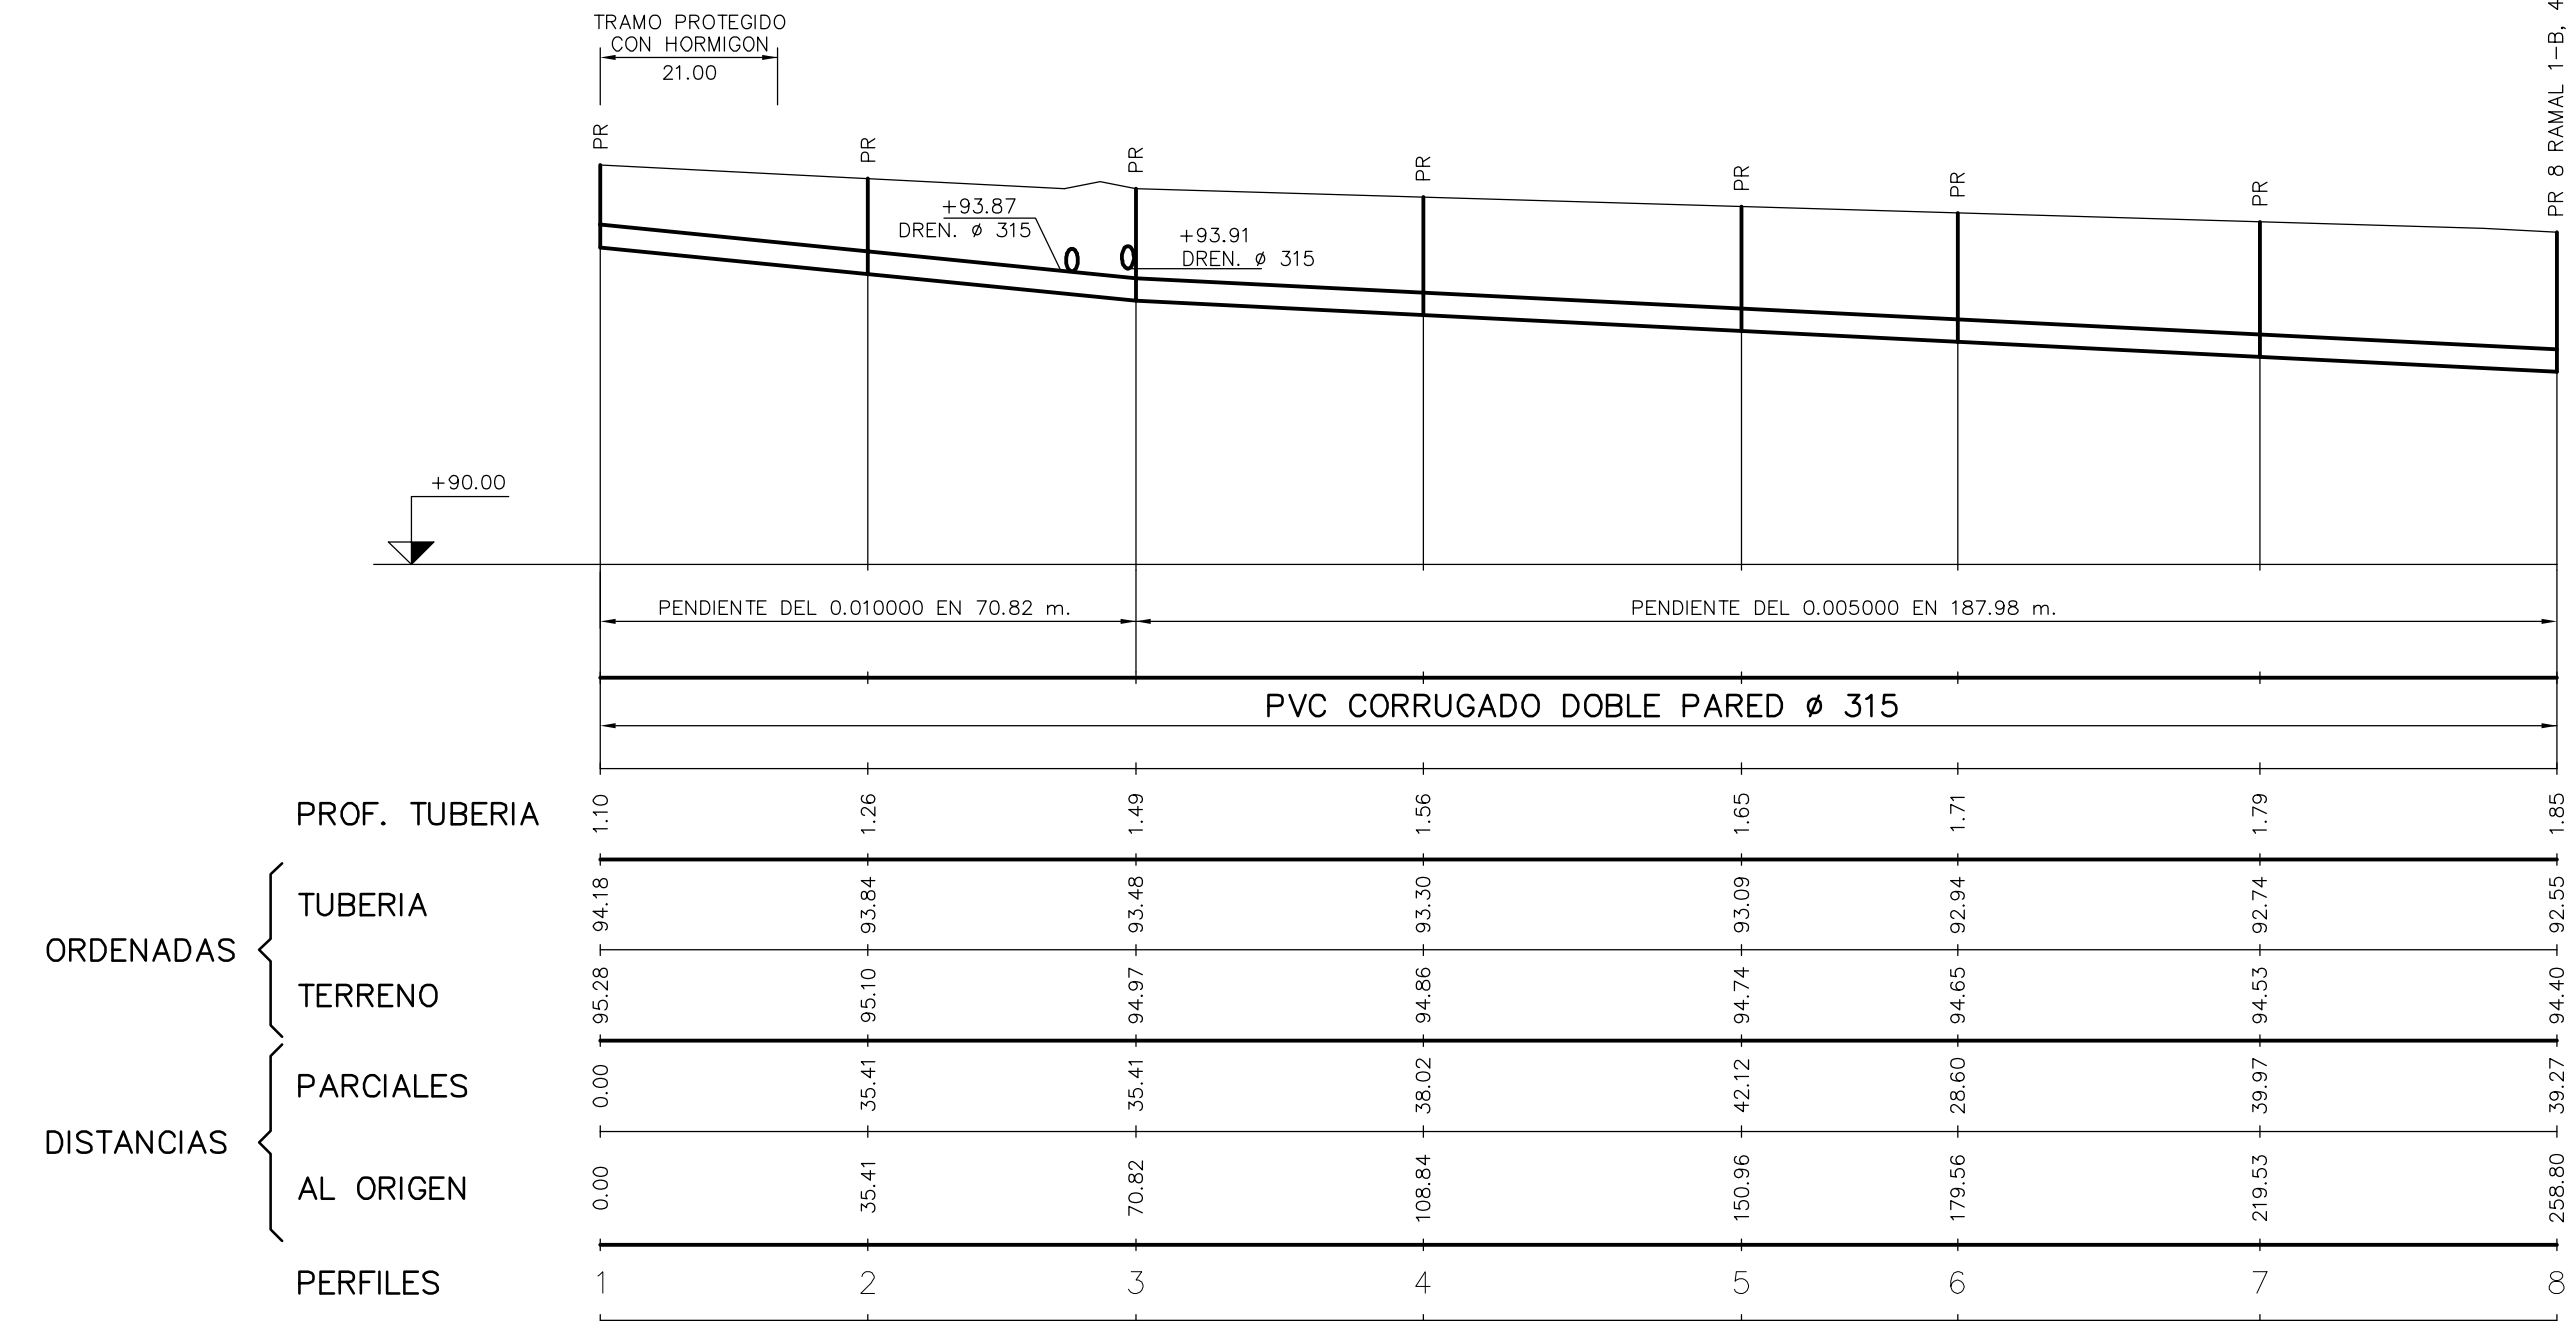 TRAMO PROTEGIDO
CON HORMIGON
21.00
PR
PR
PR
PR
PR
PR
PR
PR 8 RAMAL 1-B, 4
+93.87
DREN. ø 315
+93.91
DREN. ø 315
+90.00
PENDIENTE DEL 0.010000 EN 70.82 m.
PENDIENTE DEL 0.005000 EN 187.98 m.
PVC CORRUGADO DOBLE PARED ø 315
PROF. TUBERIA 1.10 1.26 1.49 1.56 1.65 1.71 1.79 1.85
ORDENADAS
TUBERIA 94.18 93.84 93.48 93.30 93.09 92.94 92.74 92.55
TERRENO 95.28 95.10 94.97 94.86 94.74 94.65 94.53 94.40
DISTANCIAS
PARCIALES 0.00 35.41 35.41 38.02 42.12 28.60 39.97 39.27
AL ORIGEN 0.00 35.41 70.82 108.84 150.96 179.56 219.53 258.80
PERFILES 1 2 3 4 5 6 7 8